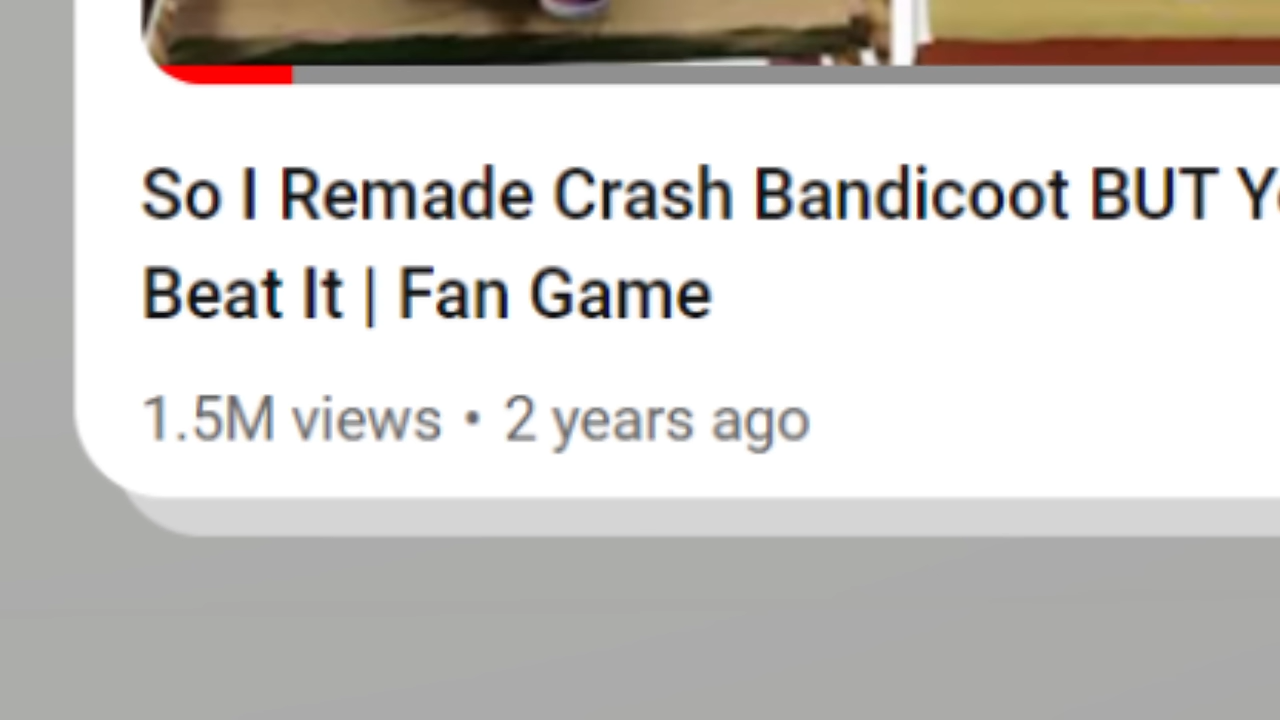 So I Remade Crash Bandicoot BUT
Beat It | Fan Game
1.5M views • 2 years ago